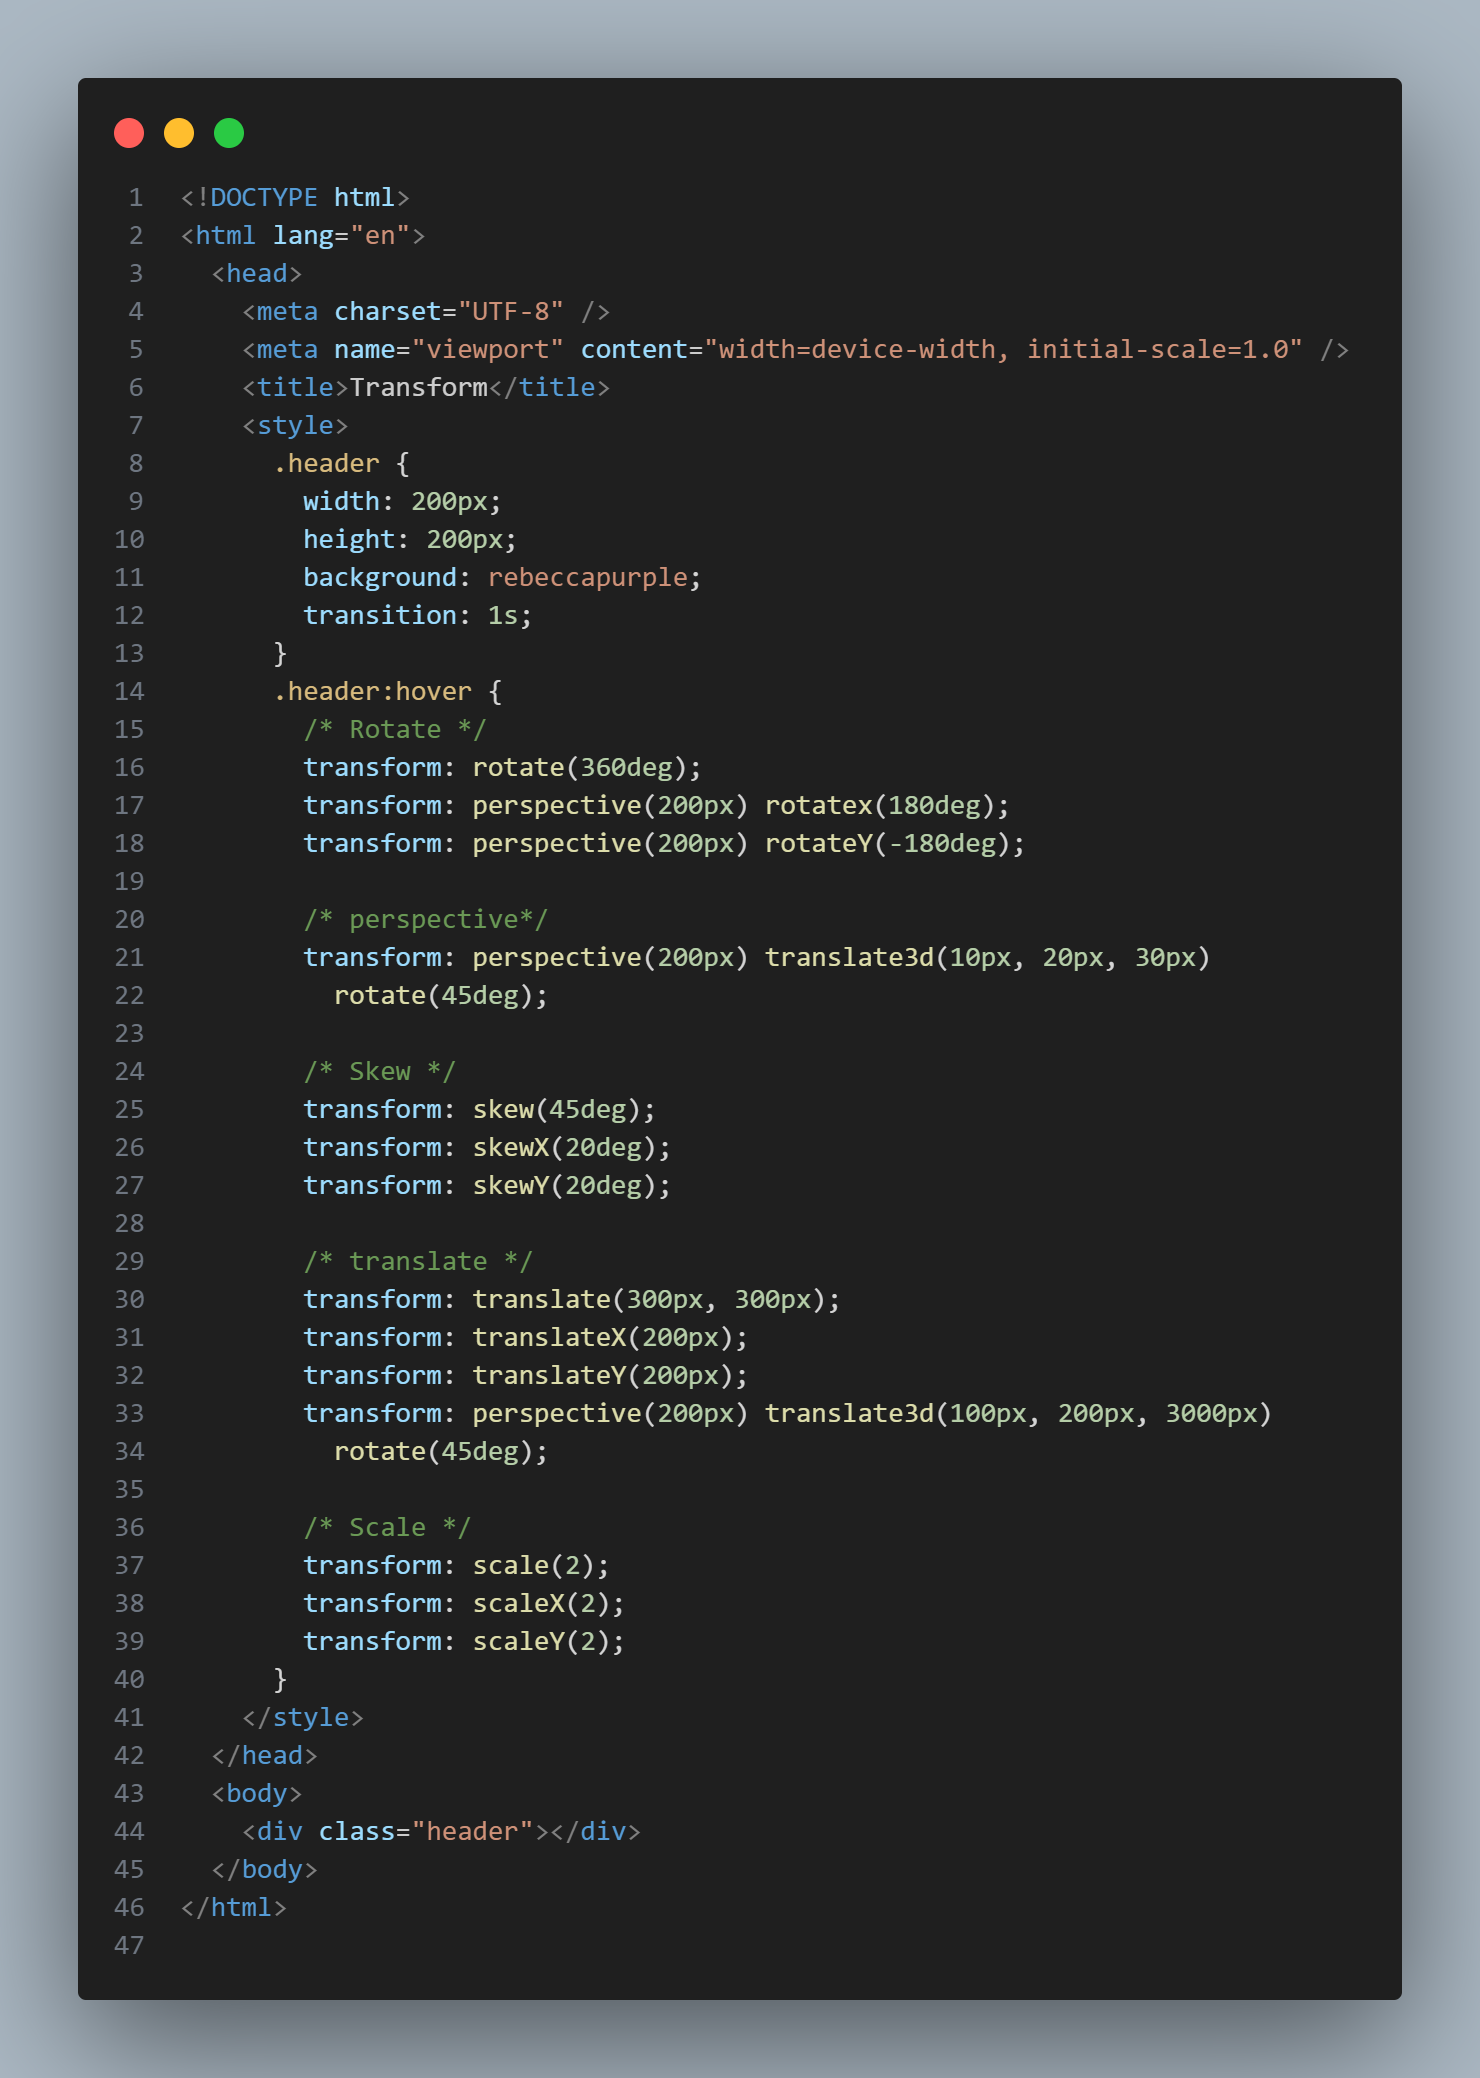 1 <!DOCTYPE html>
2 <html lang="en">
3   <head>
4     <meta charset="UTF-8" />
5     <meta name="viewport" content="width=device-width, initial-scale=1.0" />
6     <title>Transform</title>
7     <style>
8       .header {
9         width: 200px;
10         height: 200px;
11         background: rebeccapurple;
12         transition: 1s;
13       }
14       .header:hover {
15         /* Rotate */
16         transform: rotate(360deg);
17         transform: perspective(200px) rotatex(180deg);
18         transform: perspective(200px) rotateY(-180deg);
19
20         /* perspective*/
21         transform: perspective(200px) translate3d(10px, 20px, 30px)
22           rotate(45deg);
23
24         /* Skew */
25         transform: skew(45deg);
26         transform: skewX(20deg);
27         transform: skewY(20deg);
28
29         /* translate */
30         transform: translate(300px, 300px);
31         transform: translateX(200px);
32         transform: translateY(200px);
33         transform: perspective(200px) translate3d(100px, 200px, 3000px)
34           rotate(45deg);
35
36         /* Scale */
37         transform: scale(2);
38         transform: scaleX(2);
39         transform: scaleY(2);
40       }
41     </style>
42   </head>
43   <body>
44     <div class="header"></div>
45   </body>
46 </html>
47